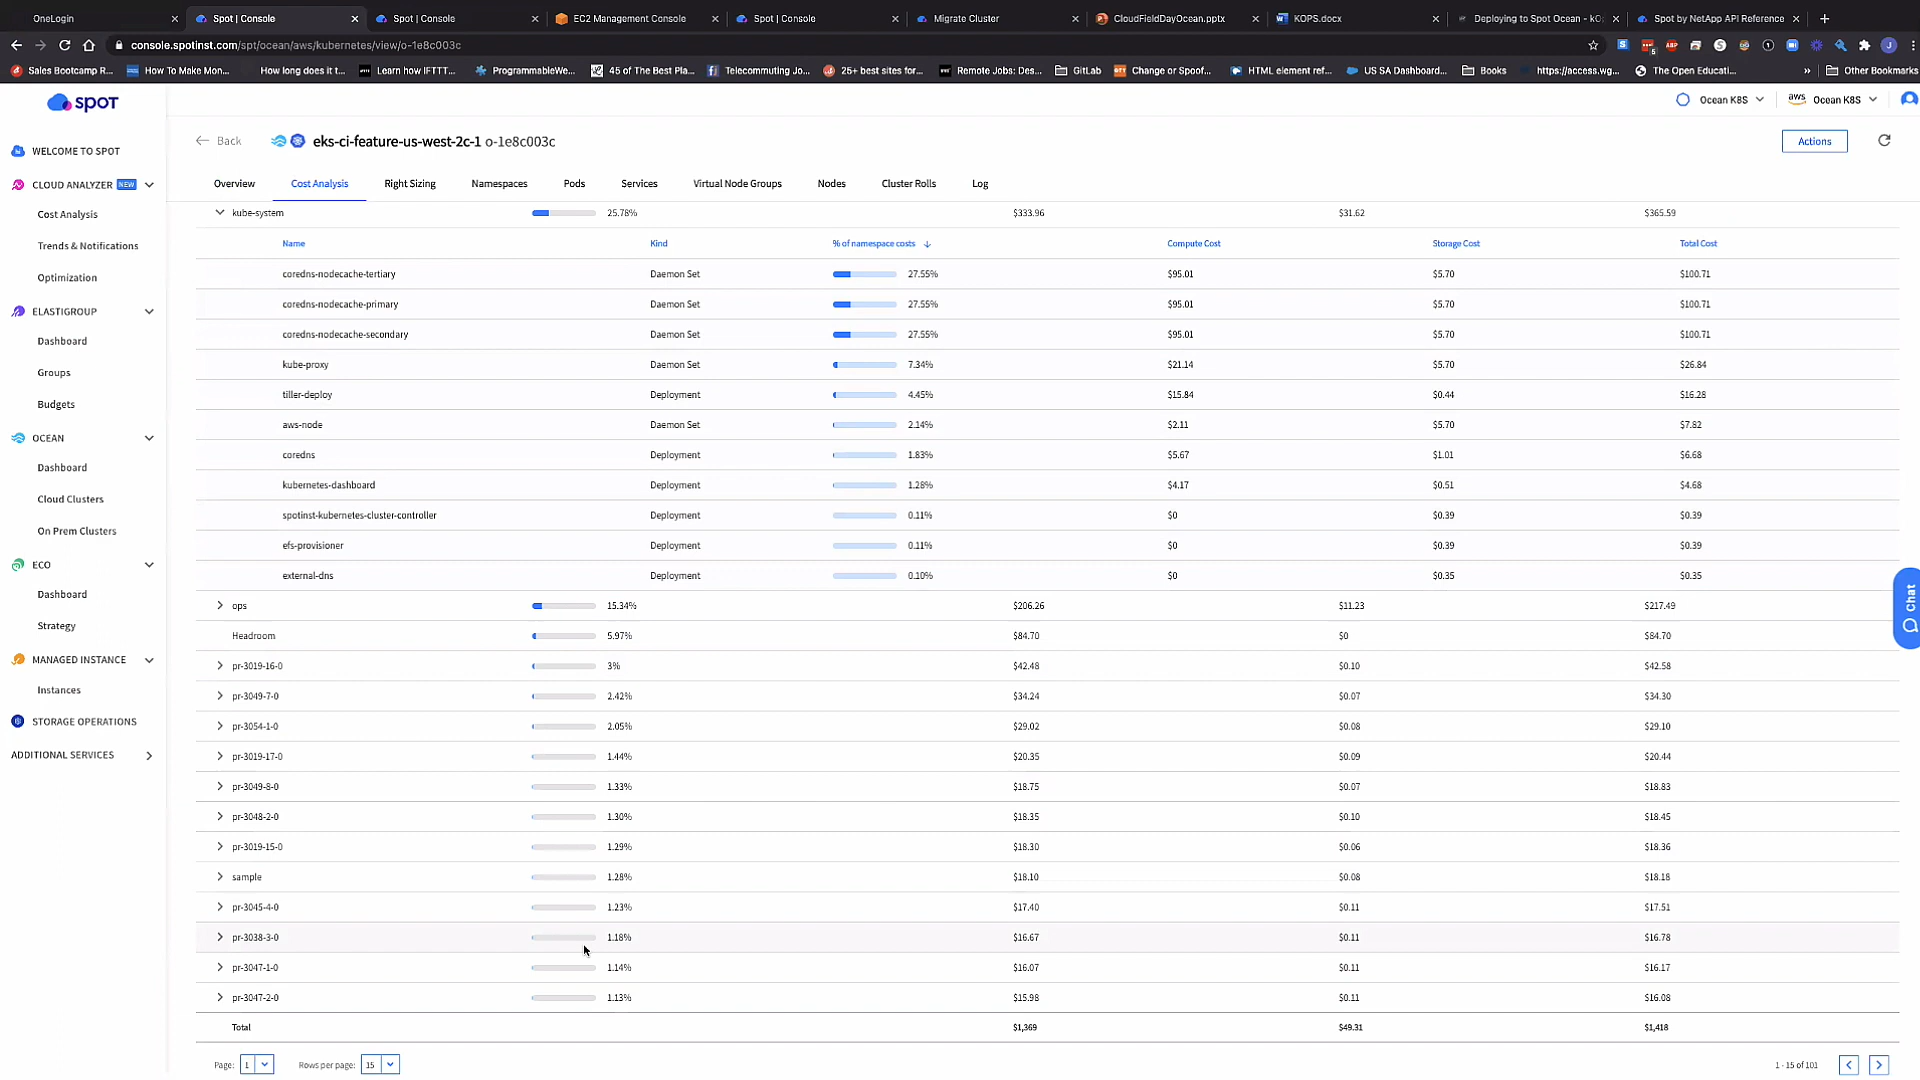 OneLogin
Spot | Console
Spot | Console
EC2 Management Console
Spot | Console
Migrate Cluster
CloudFieldDayOcean.pptx
KOPS.docx
Deploying to Spot Ocean - kO
Spot by NetApp API Reference
console.spotinst.com/spt/ocean/aws/kubernetes/view/o-1e8c003c
Sales Bootcamp R...
How To Make Mon...
How long does it t...
Learn how IFTTT...
ProgrammableWe...
45 of The Best Pla...
Telecommuting Jo...
25+ best sites for...
Remote Jobs: Des...
GitLab
Change or Spoof...
HTML element ref...
US SA Dashboard...
Books
https://access.wg...
The Open Educati...
Other Bookmarks
spot
Ocean K8S
aws Ocean K8S
Back
eks-ci-feature-us-west-2c-1 o-1e8c003c
Actions
WELCOME TO SPOT
CLOUD ANALYZER NEW
Cost Analysis
Trends & Notifications
Optimization
ELASTIGROUP
Dashboard
Groups
Budgets
OCEAN
Dashboard
Cloud Clusters
On Prem Clusters
ECO
Dashboard
Strategy
MANAGED INSTANCE
Instances
STORAGE OPERATIONS
ADDITIONAL SERVICES
Overview Cost Analysis Right Sizing Namespaces Pods Services Virtual Node Groups Nodes Cluster Rolls Log
kube-system 25.78% $333.96 $31.62 $365.59
Name Kind % of namespace costs Compute Cost Storage Cost Total Cost
coredns-nodecache-tertiary Daemon Set 27.55% $95.01 $5.70 $100.71
coredns-nodecache-primary Daemon Set 27.55% $95.01 $5.70 $100.71
coredns-nodecache-secondary Daemon Set 27.55% $95.01 $5.70 $100.71
kube-proxy Daemon Set 7.34% $21.14 $5.70 $26.84
tiller-deploy Deployment 4.45% $15.84 $0.44 $16.28
aws-node Daemon Set 2.14% $2.11 $5.70 $7.82
coredns Deployment 1.83% $5.67 $1.01 $6.68
kubernetes-dashboard Deployment 1.28% $4.17 $0.51 $4.68
spotinst-kubernetes-cluster-controller Deployment 0.11% $0 $0.39 $0.39
efs-provisioner Deployment 0.11% $0 $0.39 $0.39
external-dns Deployment 0.10% $0 $0.35 $0.35
ops 15.34% $206.26 $11.23 $217.49
Headroom 5.97% $84.70 $0 $84.70
pr-3019-16-0 3% $42.48 $0.10 $42.58
pr-3049-7-0 2.42% $34.24 $0.07 $34.30
pr-3054-1-0 2.05% $29.02 $0.08 $29.10
pr-3019-17-0 1.44% $20.35 $0.09 $20.44
pr-3049-8-0 1.33% $18.75 $0.07 $18.83
pr-3048-2-0 1.30% $18.35 $0.10 $18.45
pr-3019-15-0 1.29% $18.30 $0.06 $18.36
sample 1.28% $18.10 $0.08 $18.18
pr-3045-4-0 1.23% $17.40 $0.11 $17.51
pr-3038-3-0 1.18% $16.67 $0.11 $16.78
pr-3047-1-0 1.14% $16.07 $0.11 $16.17
pr-3047-2-0 1.13% $15.98 $0.11 $16.08
Total $1,369 $49.31 $1,418
Page: 1 Rows per page: 15 1 - 15 of 101
Chat